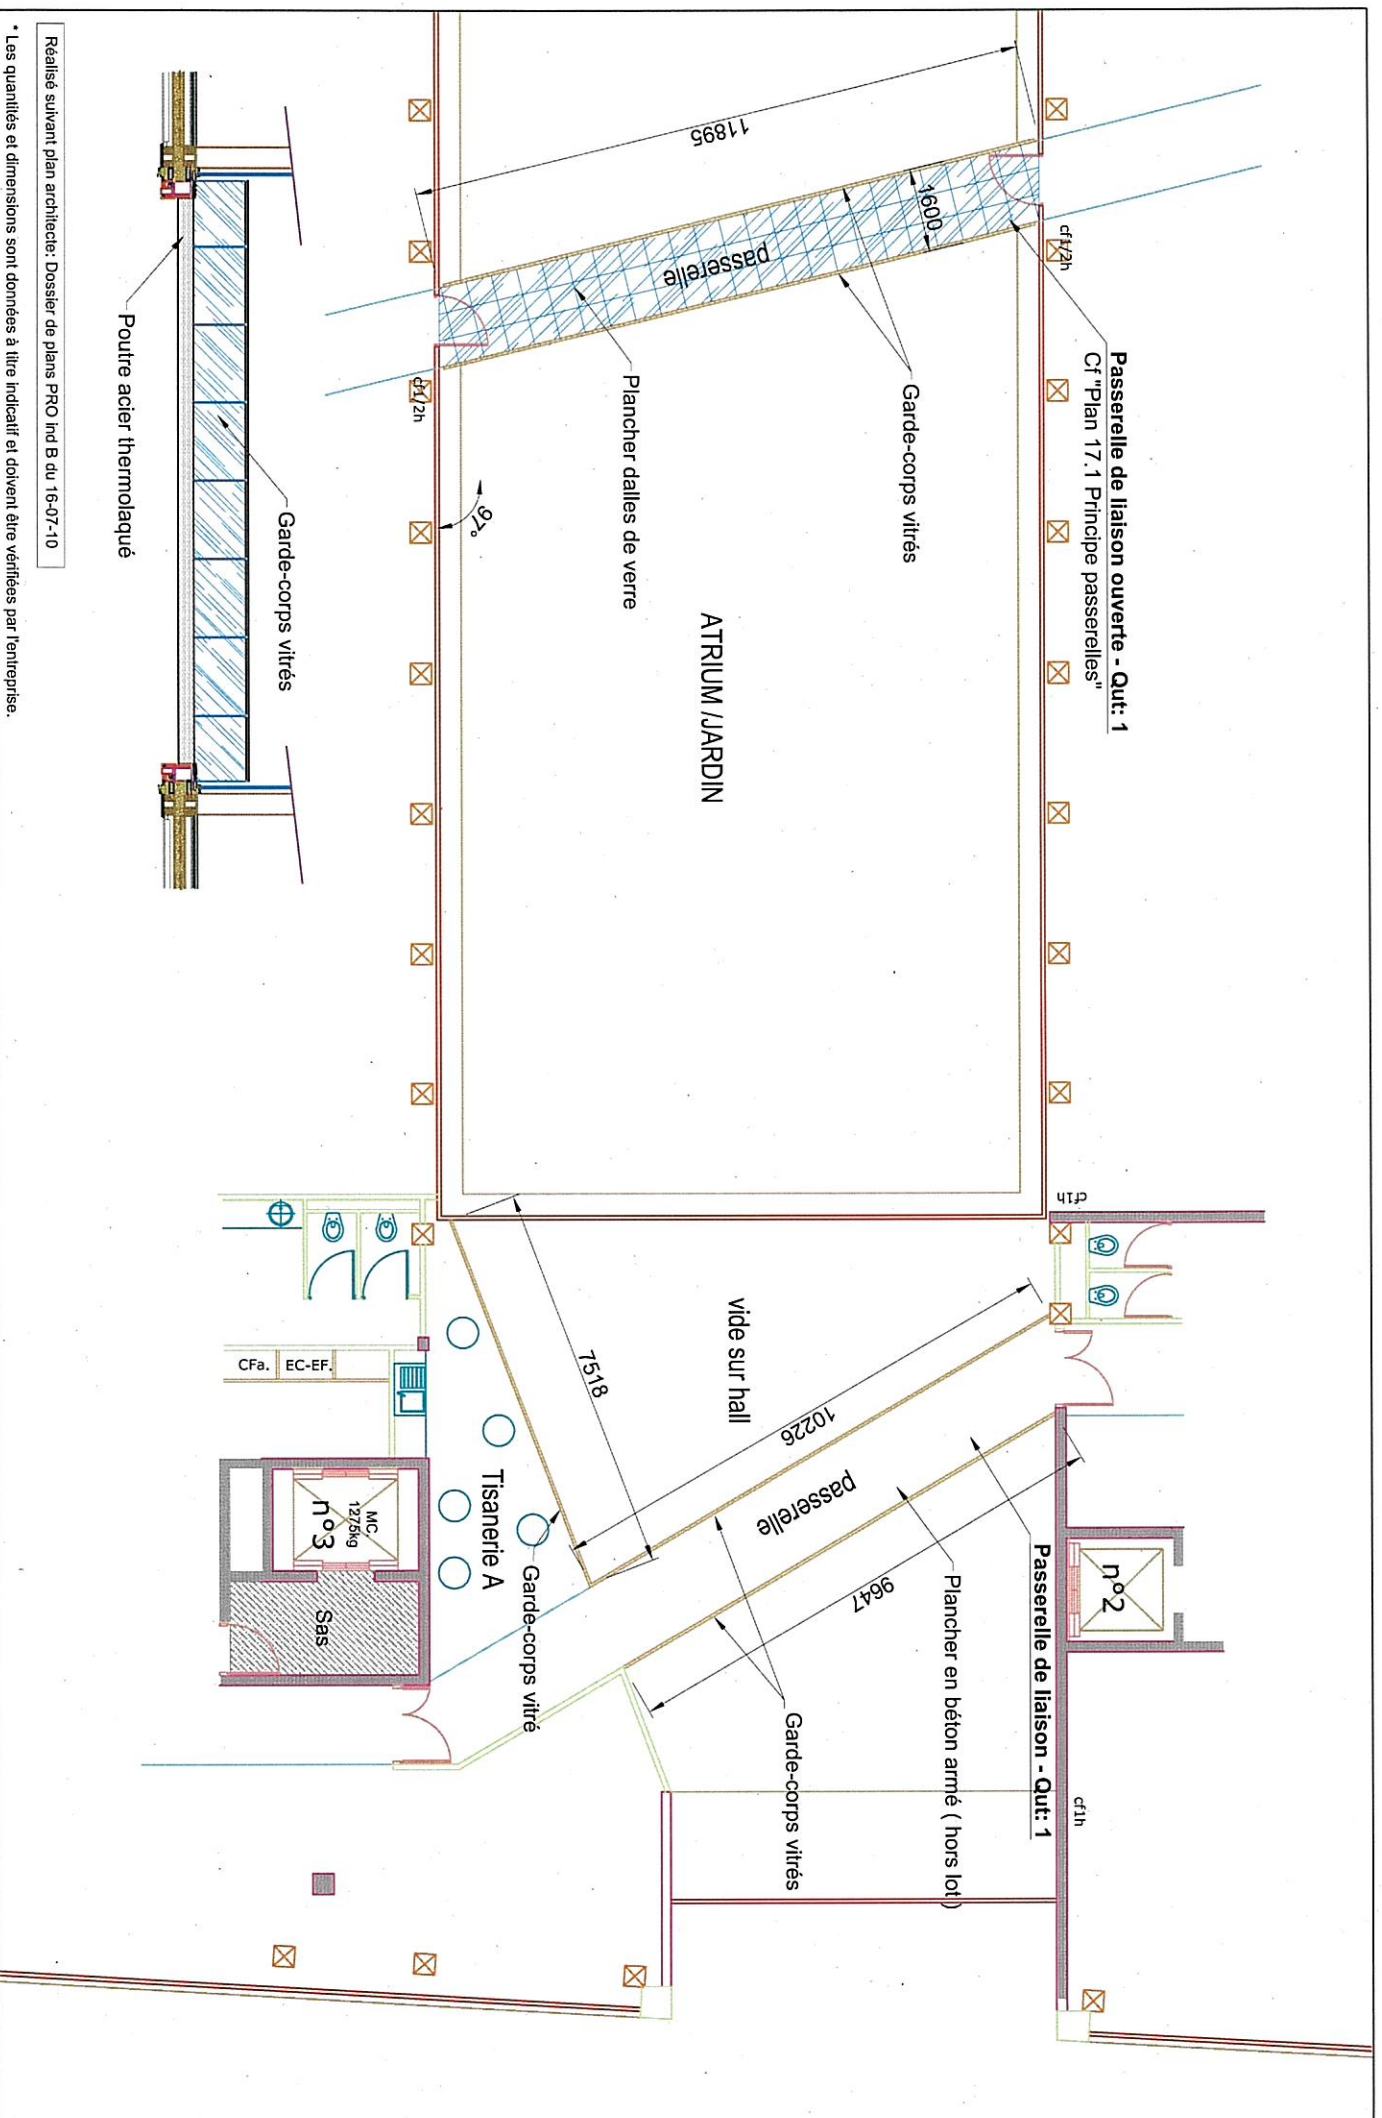 Passerelle de liaison ouverte - Qut: 1
Cf "Plan 17.1 Principe passerelles"
cf1/2h
11895
1600
passerelle
Garde-corps vitrés
Plancher dalles de verre
cf1/2h
97°
ATRIUM /JARDIN
cf1h
Passerelle de liaison - Qut: 1
Plancher en béton armé ( hors lot )
Garde-corps vitrés
cf1h
n°2
vide sur hall
10226
passerelle
9647
7518
Garde-corps vitré
Tisanerie A
CFa.
EC-EF.
MC.
1275kg
n°3
Sas
Garde-corps vitrés
Poutre acier thermolaqué
Réalisé suivant plan architecte: Dossier de plans PRO ind B du 16-07-10
* Les quantités et dimensions sont données à titre indicatif et doivent être vérifiées par l'entreprise.